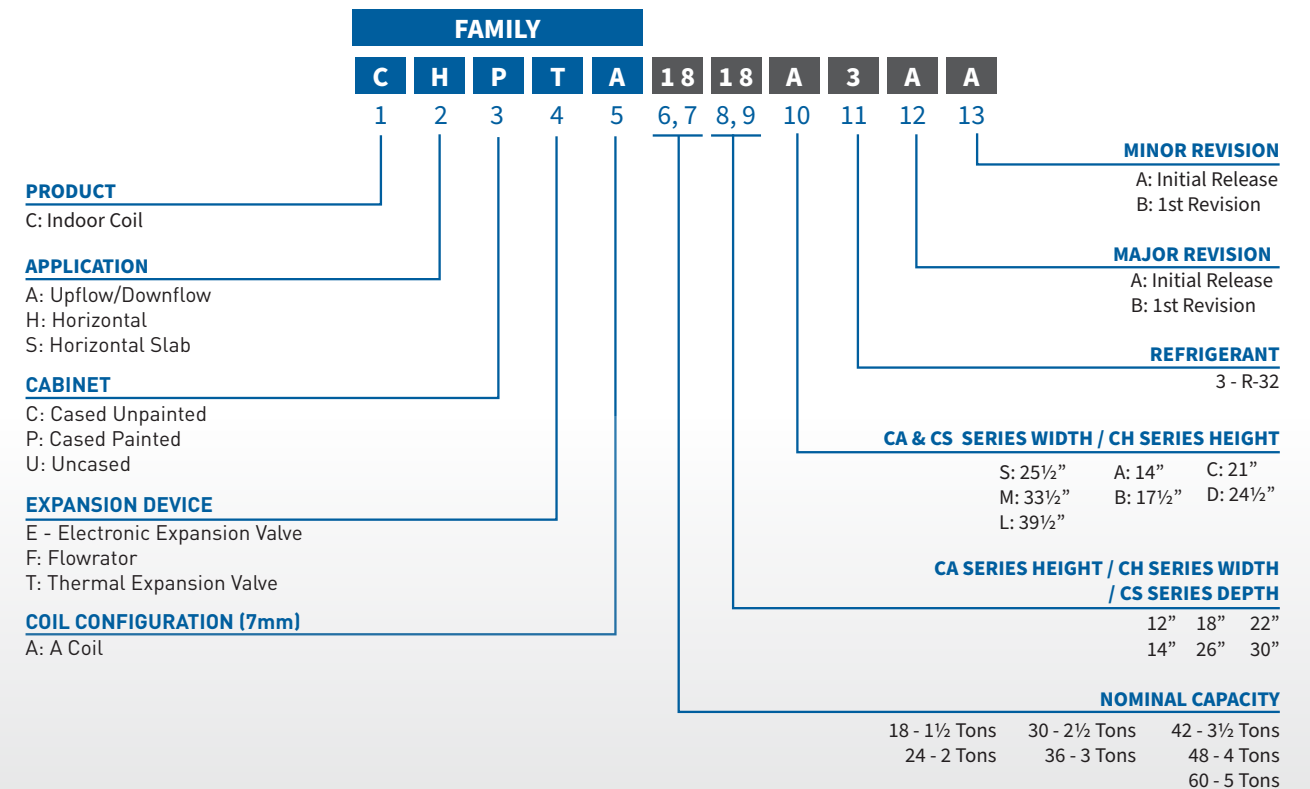 FAMILY
C H P T A 18 18 A 3 A A
1 2 3 4 5 6, 7 8, 9 10 11 12 13
PRODUCT
C: Indoor Coil
APPLICATION
A: Upflow/Downflow
H: Horizontal
S: Horizontal Slab
CABINET
C: Cased Unpainted
P: Cased Painted
U: Uncased
EXPANSION DEVICE
E - Electronic Expansion Valve
F: Flowrator
T: Thermal Expansion Valve
COIL CONFIGURATION (7mm)
A: A Coil
MINOR REVISION
A: Initial Release
B: 1st Revision
MAJOR REVISION
A: Initial Release
B: 1st Revision
REFRIGERANT
3 - R-32
CA & CS SERIES WIDTH / CH SERIES HEIGHT
S: 25½” A: 14” C: 21”
M: 33½” B: 17½” D: 24½”
L: 39½”
CA SERIES HEIGHT / CH SERIES WIDTH
/ CS SERIES DEPTH
12” 18” 22”
14” 26” 30”
NOMINAL CAPACITY
18 - 1½ Tons 30 - 2½ Tons 42 - 3½ Tons
24 - 2 Tons 36 - 3 Tons 48 - 4 Tons
60 - 5 Tons